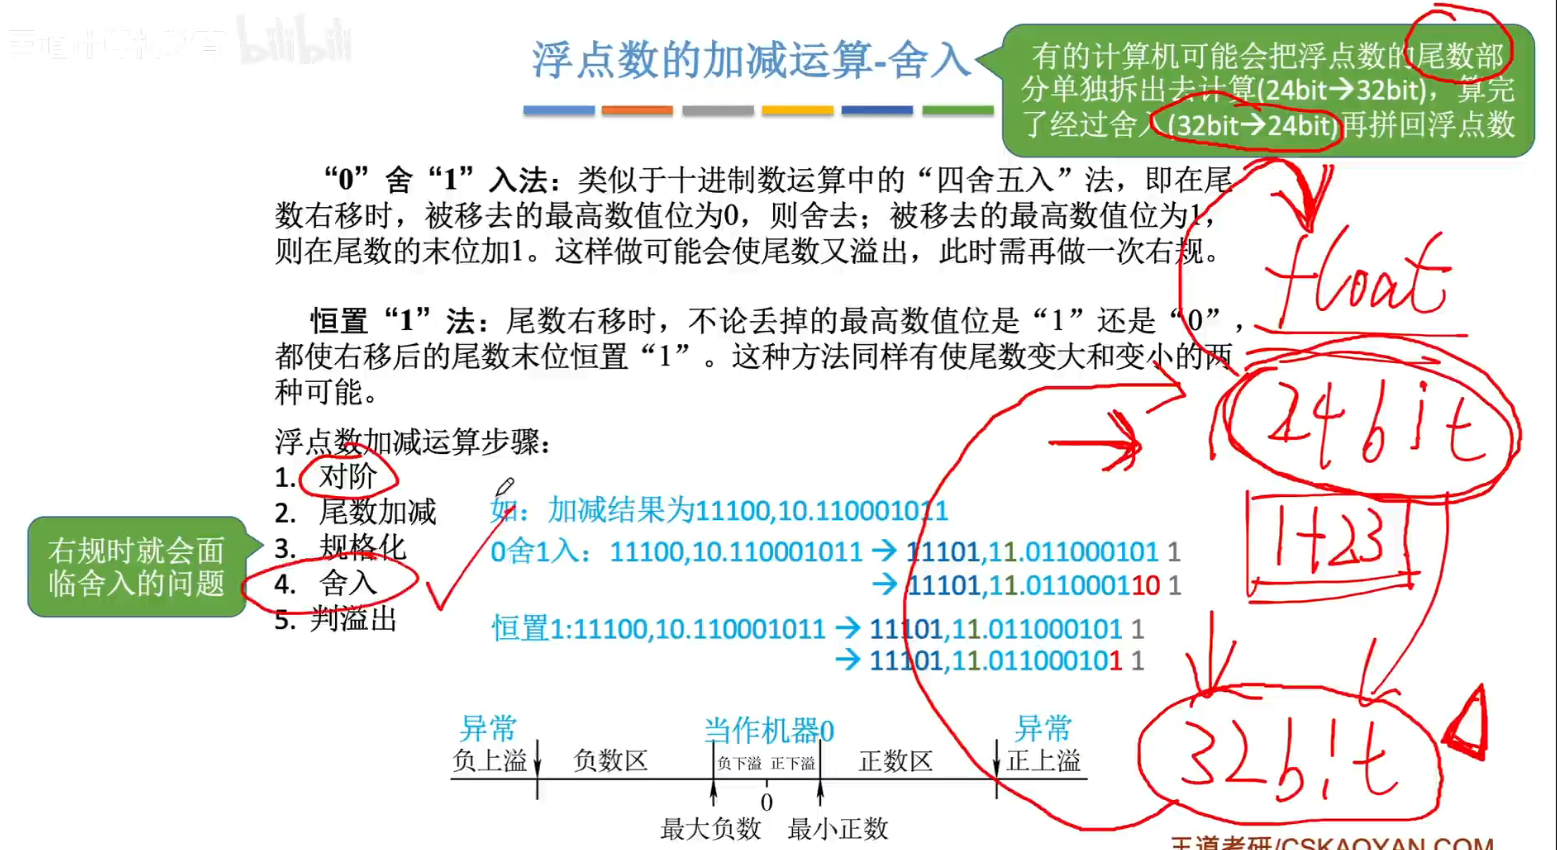 bilibili
浮点数的加减运算-舍入
有的计算机可能会把浮点数的尾数部
分单独拆出去计算(24bit→32bit)，算完
了经过舍入(32bit→24bit)再拼回浮点数
“0”舍“1”入法：类似于十进制数运算中的“四舍五入”法，即在尾
数右移时，被移去的最高数值位为0，则舍去；被移去的最高数值位为1，
则在尾数的末位加1。这样做可能会使尾数又溢出，此时需再做一次右规。
恒置“1”法：尾数右移时，不论丢掉的最高数值位是“1”还是“0”，
都使右移后的尾数末位恒置“1”。这种方法同样有使尾数变大和变小的两
种可能。
float
24bit
1+23
32bit
浮点数加减运算步骤：
1. 对阶
2. 尾数加减
3. 规格化
4. 舍入
5. 判溢出
右规时就会面
临舍入的问题
如：加减结果为11100,10.110001011
0舍1入：11100,10.110001011 → 11101,11.011000101 1
→ 11101,11.011000110 1
恒置1:11100,10.110001011 → 11101,11.011000101 1
→ 11101,11.011000101 1
异常 当作机器0 异常
负上溢 负数区 负下溢 正下溢 正数区 正上溢
0
最大负数 最小正数
王道考研/CSKAOYAN.COM